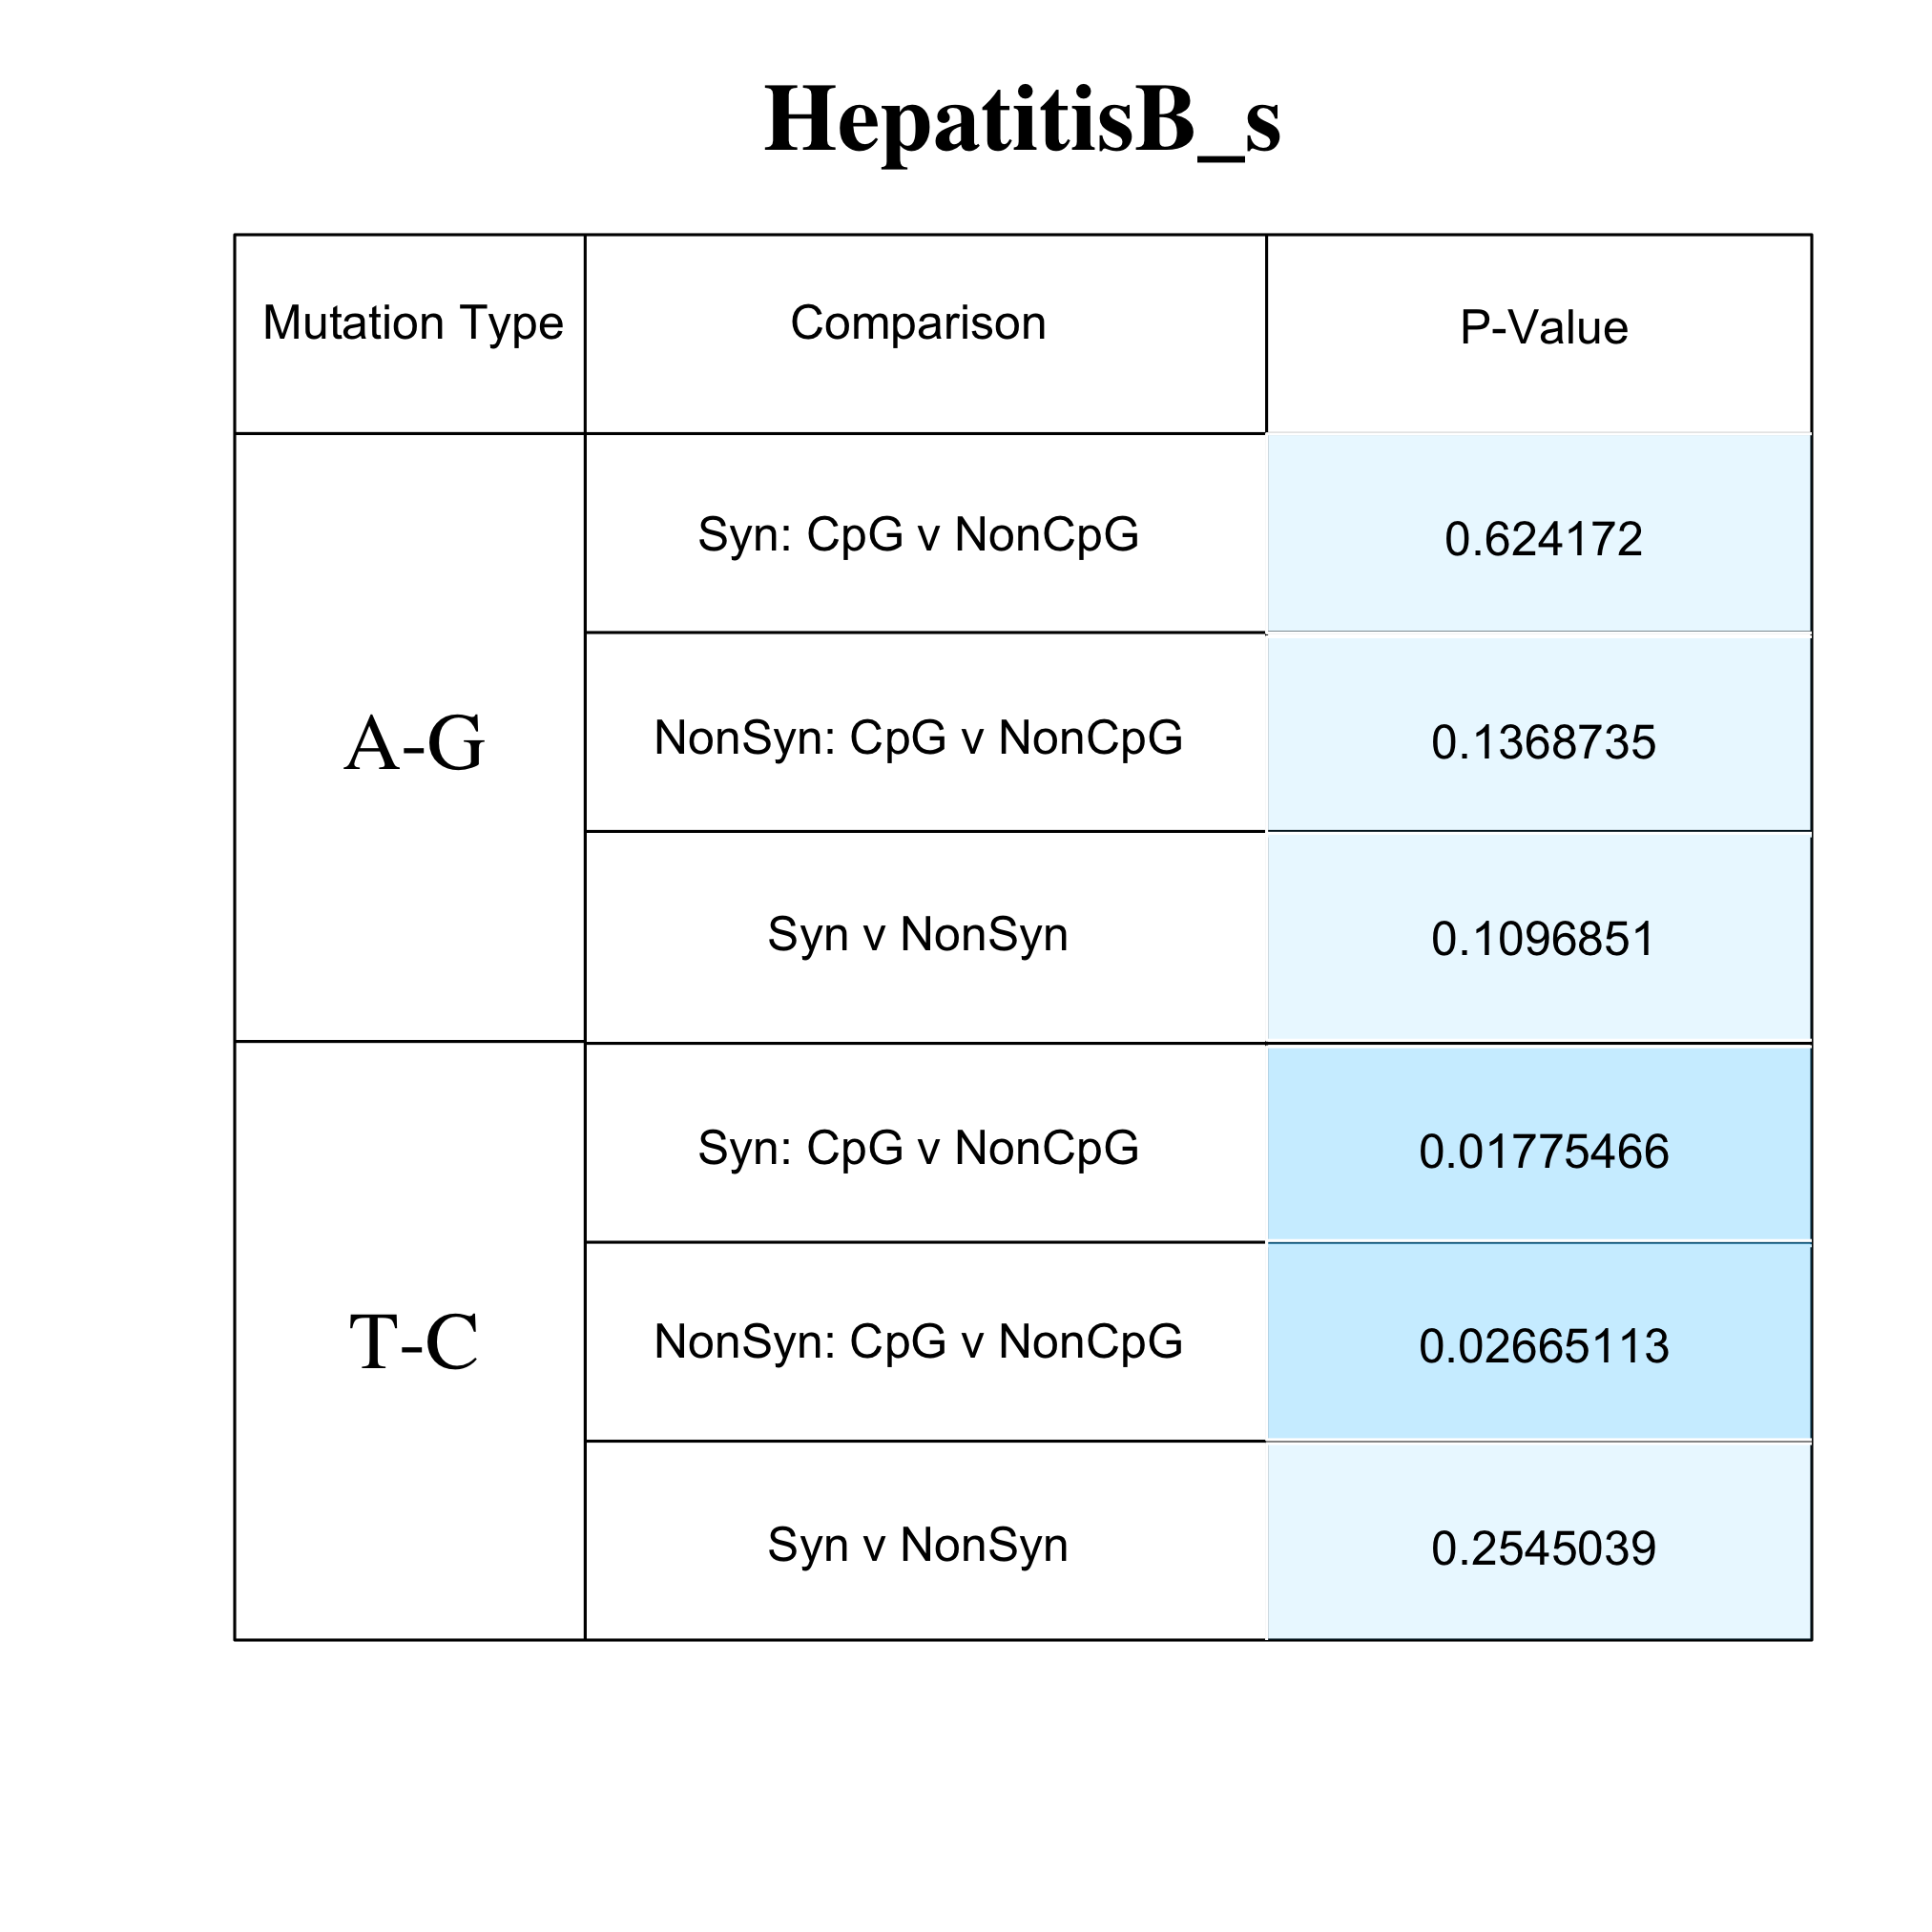 HepatitisB_s
Mutation Type Comparison P-Value
A-G
Syn: CpG v NonCpG 0.624172
NonSyn: CpG v NonCpG 0.1368735
Syn v NonSyn 0.1096851
T-C
Syn: CpG v NonCpG 0.01775466
NonSyn: CpG v NonCpG 0.02665113
Syn v NonSyn 0.2545039